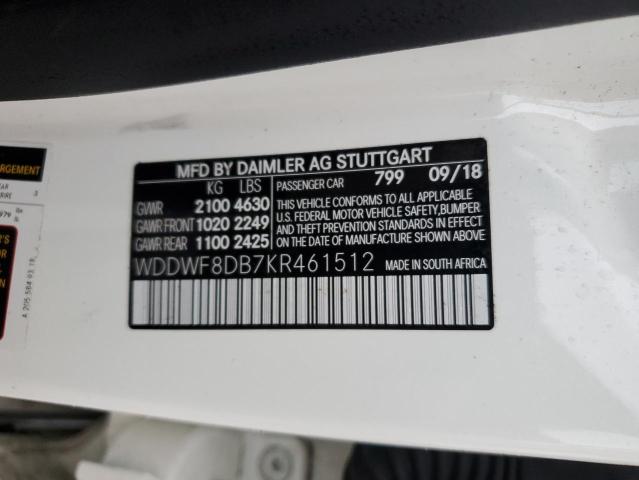 MFD BY DAIMLER AG STUTTGART
KG LBS
GVWR 2100 4630
GAWR FRONT 1020 2249
GAWR REAR 1100 2425
PASSENGER CAR 799 09/18
THIS VEHICLE CONFORMS TO ALL APPLICABLE
U.S. FEDERAL MOTOR VEHICLE SAFETY,BUMPER
AND THEFT PREVENTION STANDARDS IN EFFECT
ON THE DATE OF MANUFACTURE SHOWN ABOVE.
WDDWF8DB7KR461512 MADE IN SOUTH AFRICA